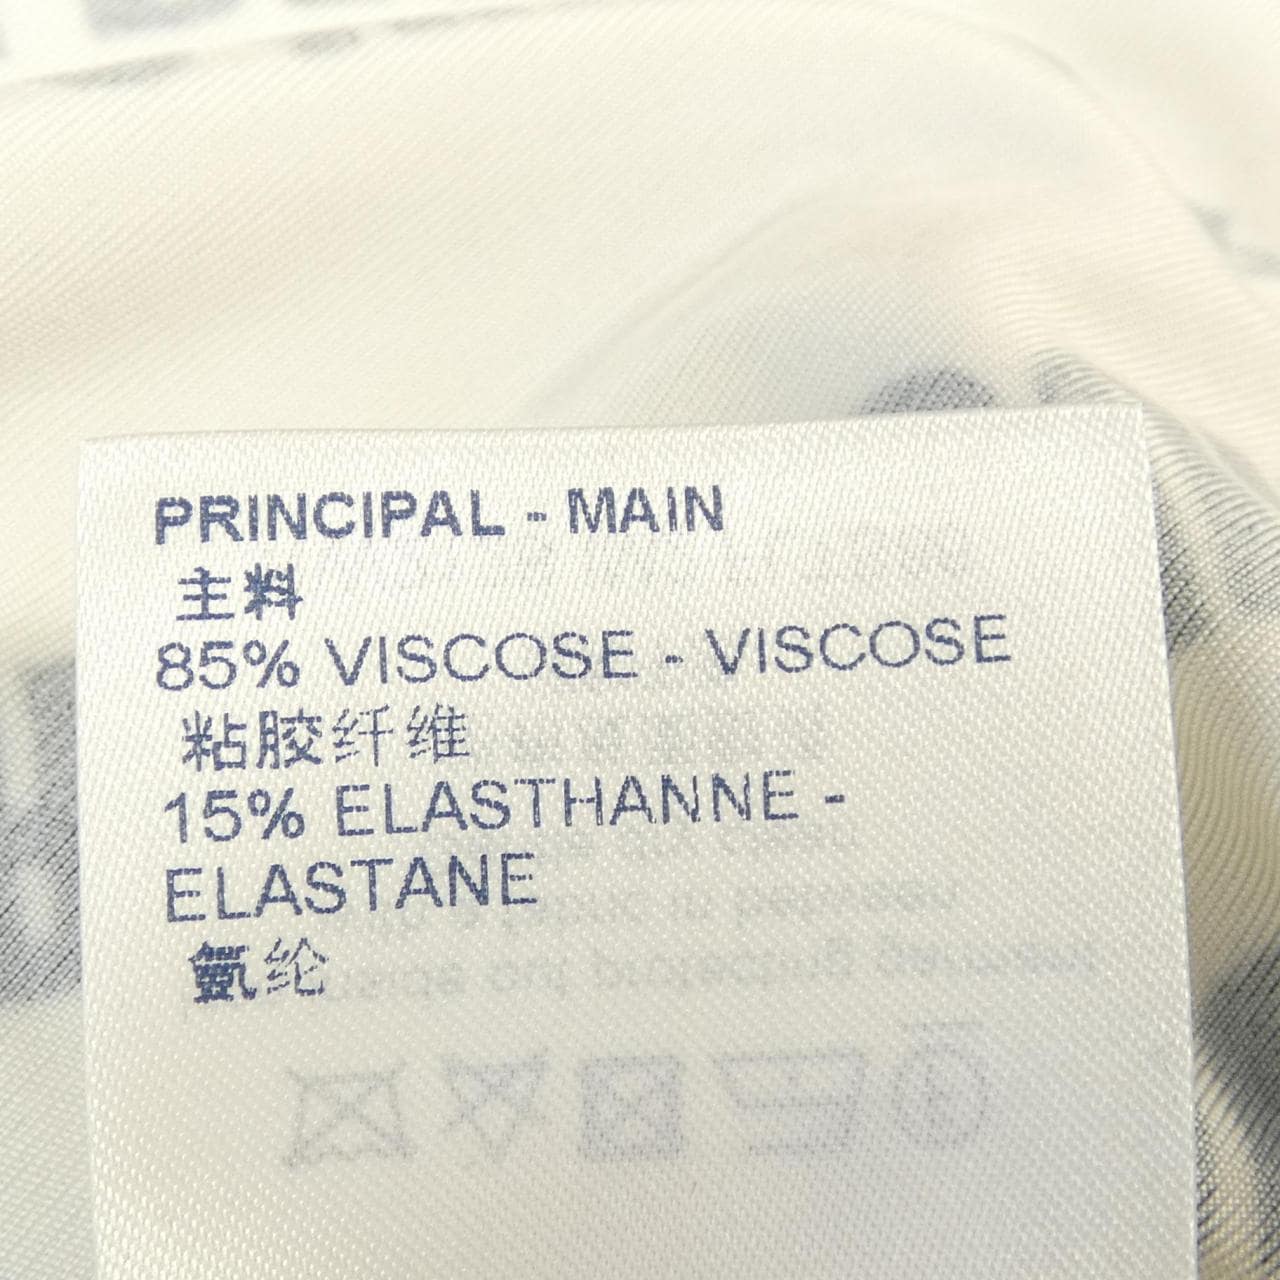 PRINCIPAL - MAIN
主料
85% VISCOSE - VISCOSE
粘胶纤维
15% ELASTHANNE -
ELASTANE
氨纶